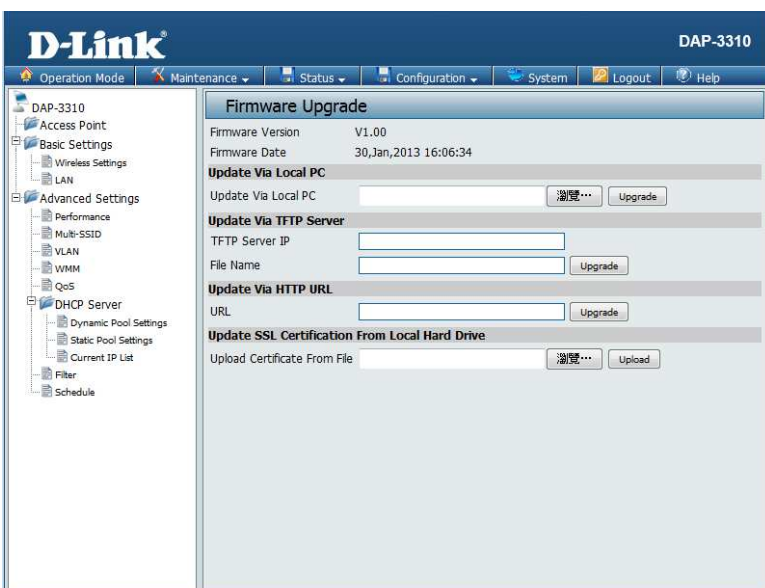 D-Link®
DAP-3310
Operation Mode Maintenance Status Configuration System Logout Help
DAP-3310
Access Point
Basic Settings
Wireless Settings
LAN
Advanced Settings
Performance
Multi-SSID
VLAN
WMM
QoS
DHCP Server
Dynamic Pool Settings
Static Pool Settings
Current IP List
Filter
Schedule
Firmware Upgrade
Firmware Version V1.00
Firmware Date 30,Jan,2013 16:06:34
Update Via Local PC
Update Via Local PC 瀏覽… Upgrade
Update Via TFTP Server
TFTP Server IP
File Name Upgrade
Update Via HTTP URL
URL Upgrade
Update SSL Certification From Local Hard Drive
Upload Certificate From File 瀏覽… Upload